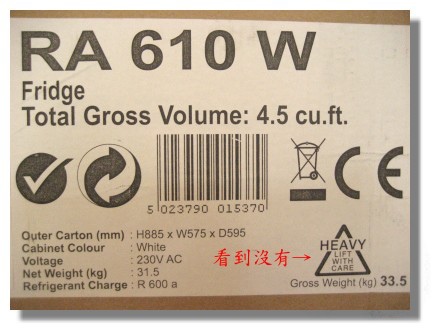 RA 610 W
Fridge
Total Gross Volume: 4.5 cu.ft.
5 023790 015370
Outer Carton (mm) : H885 x W575 x D595
Cabinet Colour : White
Voltage : 230V AC
Net Weight (kg) : 31.5
Refrigerant Charge : R 600 a
看到沒有→
HEAVY
LIFT
WITH
CARE
Gross Weight (kg) 33.5
CE